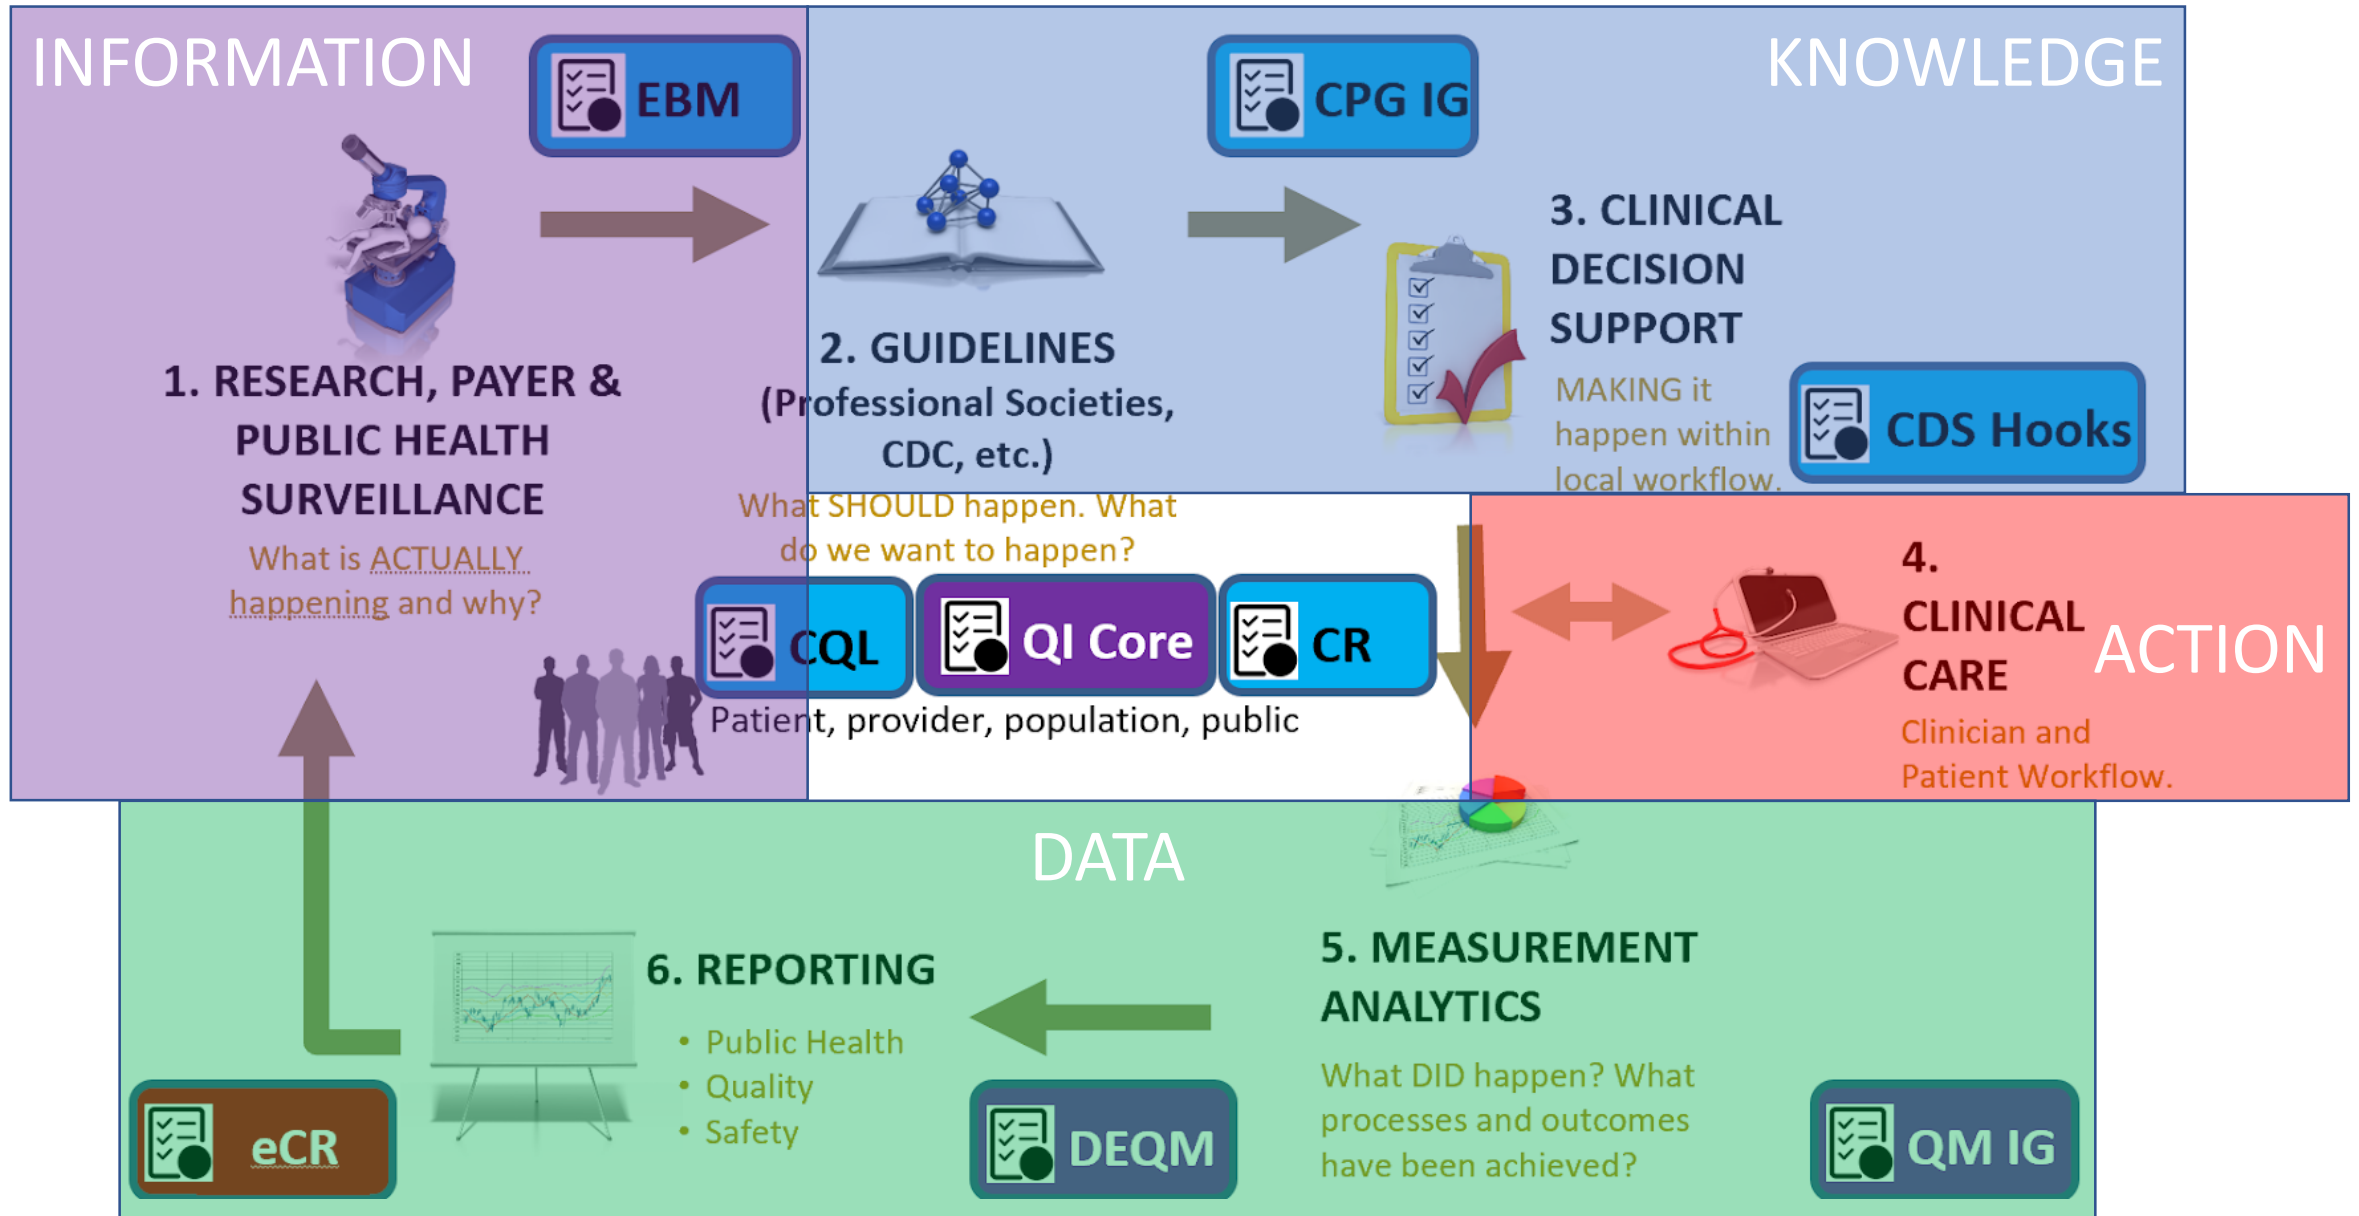 INFORMATION
EBM
CPG IG
KNOWLEDGE
1. RESEARCH, PAYER &
PUBLIC HEALTH
SURVEILLANCE
What is ACTUALLY
happening and why?
2. GUIDELINES
(Professional Societies,
CDC, etc.)
What SHOULD happen. What
do we want to happen?
3. CLINICAL
DECISION
SUPPORT
MAKING it
happen within
local workflow.
CDS Hooks
CQL
QI Core
CR
Patient, provider, population, public
4.
CLINICAL
CARE
Clinician and
Patient Workflow.
ACTION
DATA
5. MEASUREMENT
ANALYTICS
What DID happen? What
processes and outcomes
have been achieved?
QM IG
DEQM
6. REPORTING
• Public Health
• Quality
• Safety
eCR